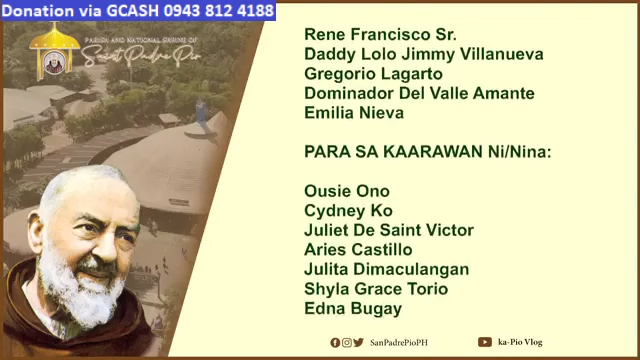 Donation via GCASH 0943 812 4188
PARISH AND NATIONAL SHRINE OF
Saint Padre Pio
Rene Francisco Sr.
Daddy Lolo Jimmy Villanueva
Gregorio Lagarto
Dominador Del Valle Amante
Emilia Nieva
PARA SA KAARAWAN Ni/Nina:
Ousie Ono
Cydney Ko
Juliet De Saint Victor
Aries Castillo
Julita Dimaculangan
Shyla Grace Torio
Edna Bugay
SanPadrePioPH
ka-Pio Vlog